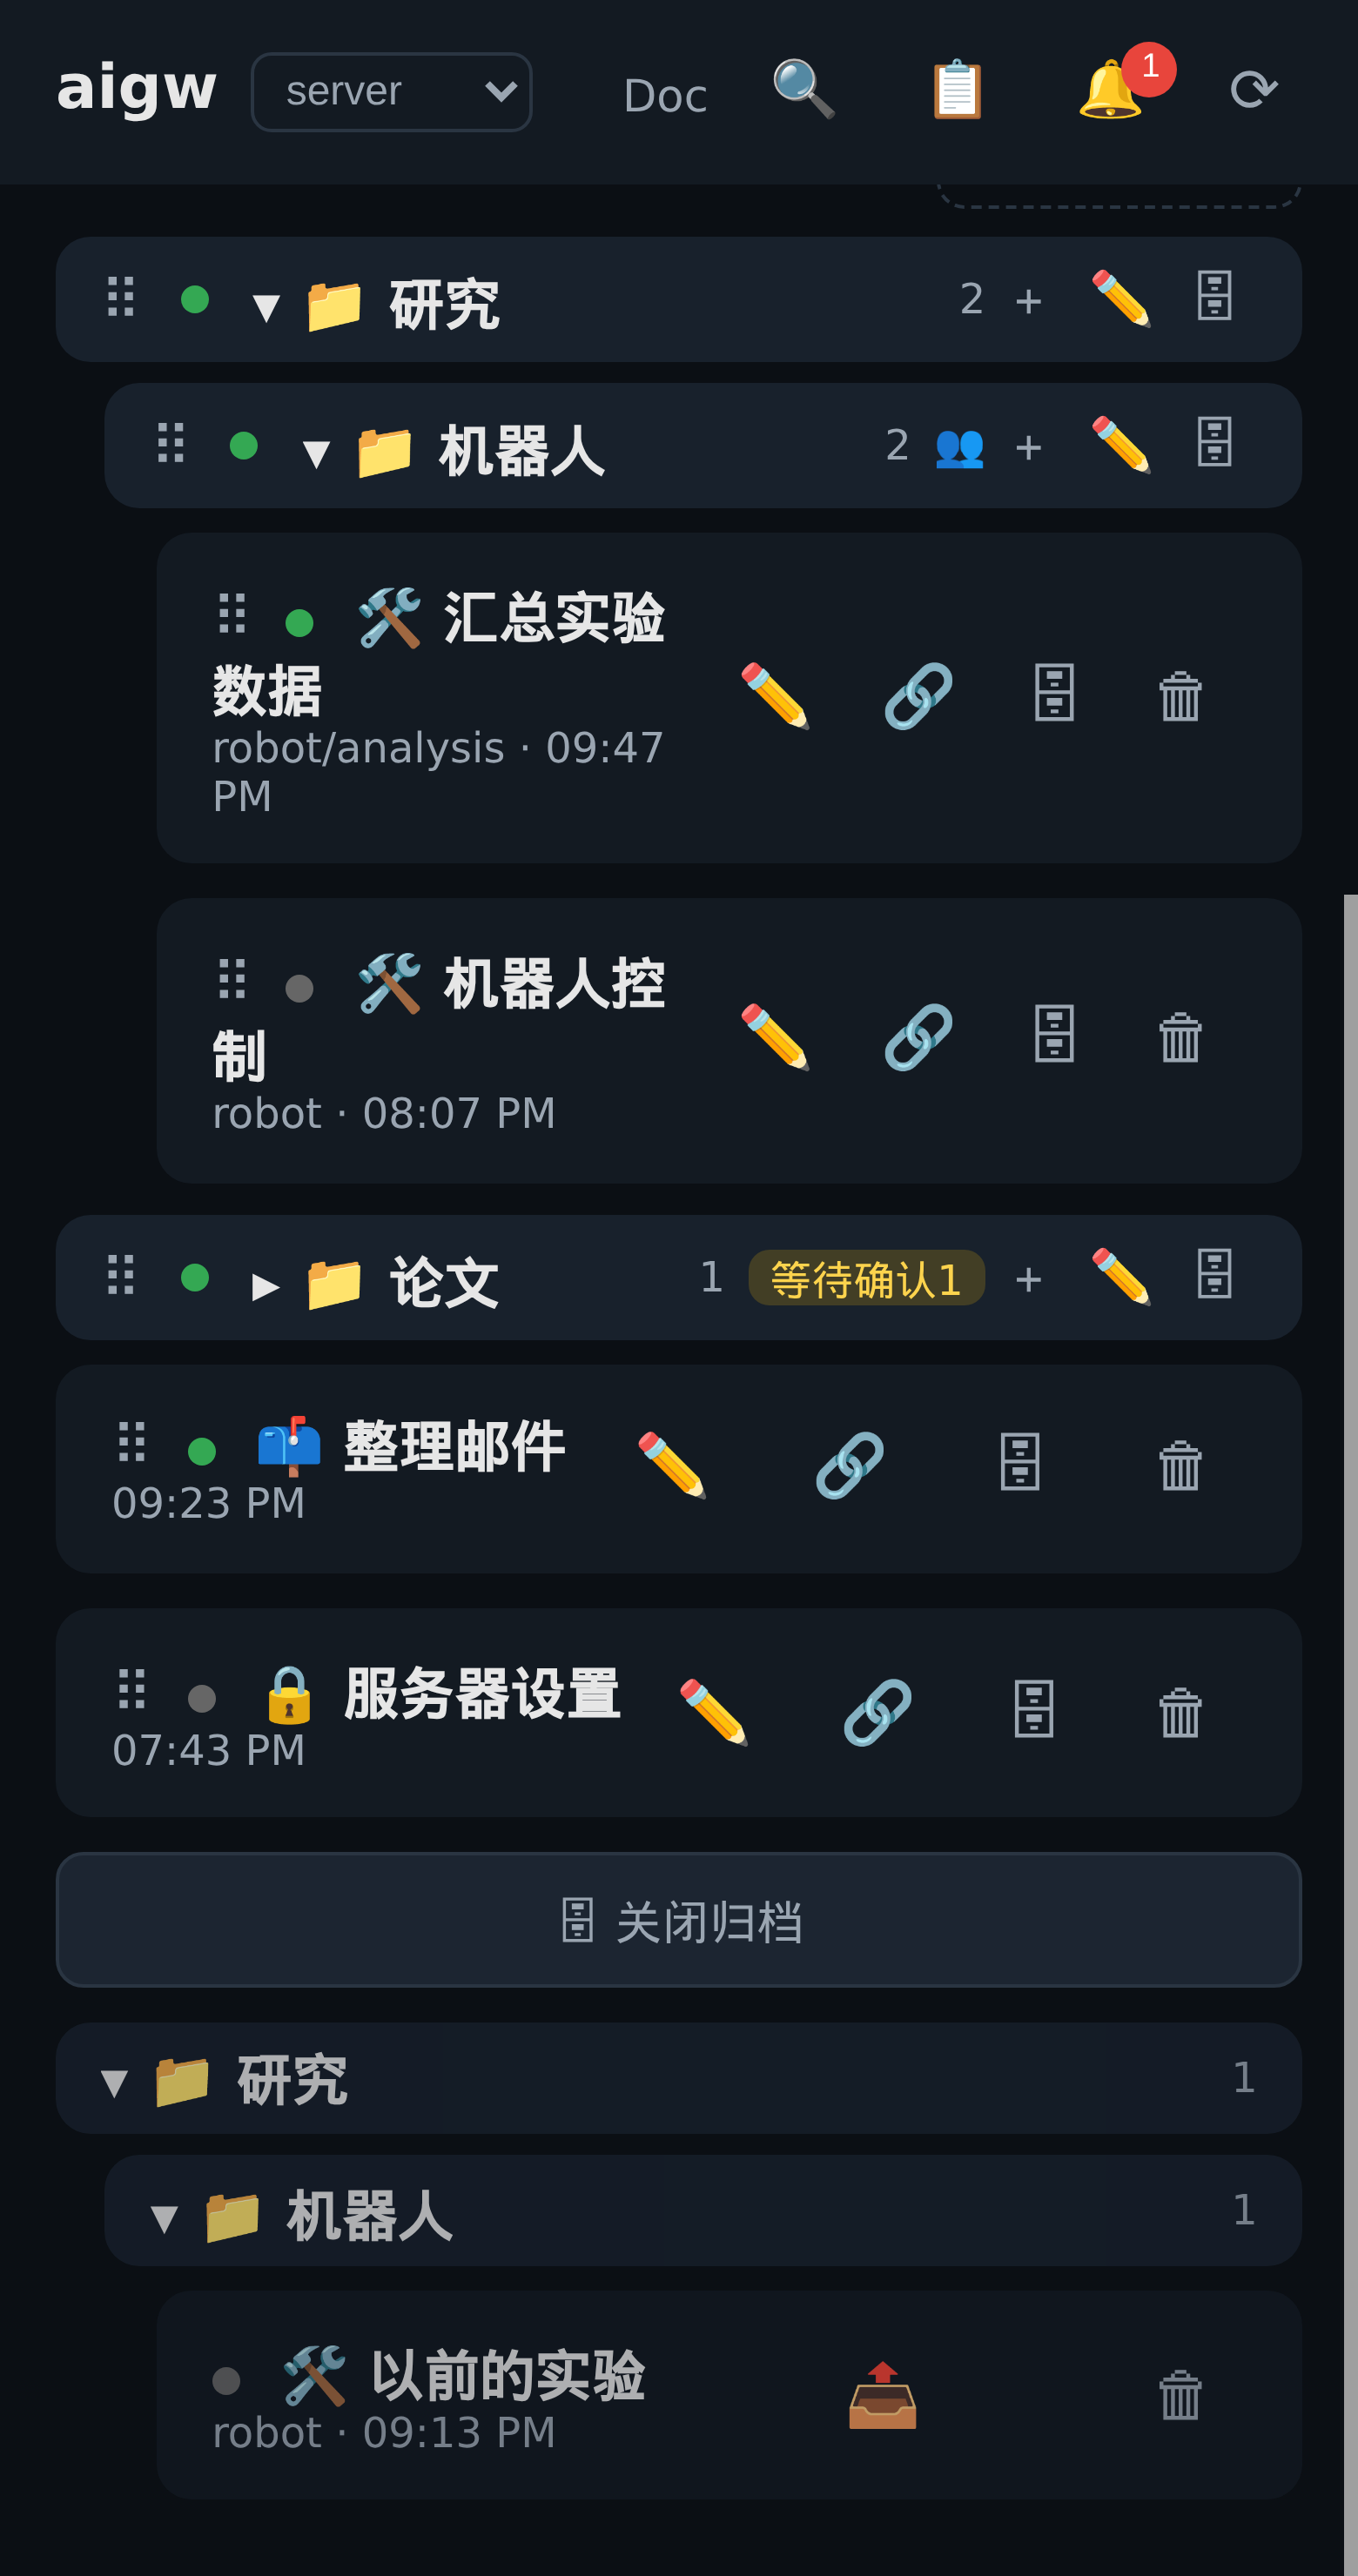 aigw server Doc 1
研究 2 +
机器人 2 +
汇总实验
数据
robot/analysis · 09:47
PM
机器人控
制
robot · 08:07 PM
论文 1 等待确认1 +
整理邮件
09:23 PM
服务器设置
07:43 PM
关闭归档
研究 1
机器人 1
以前的实验
robot · 09:13 PM